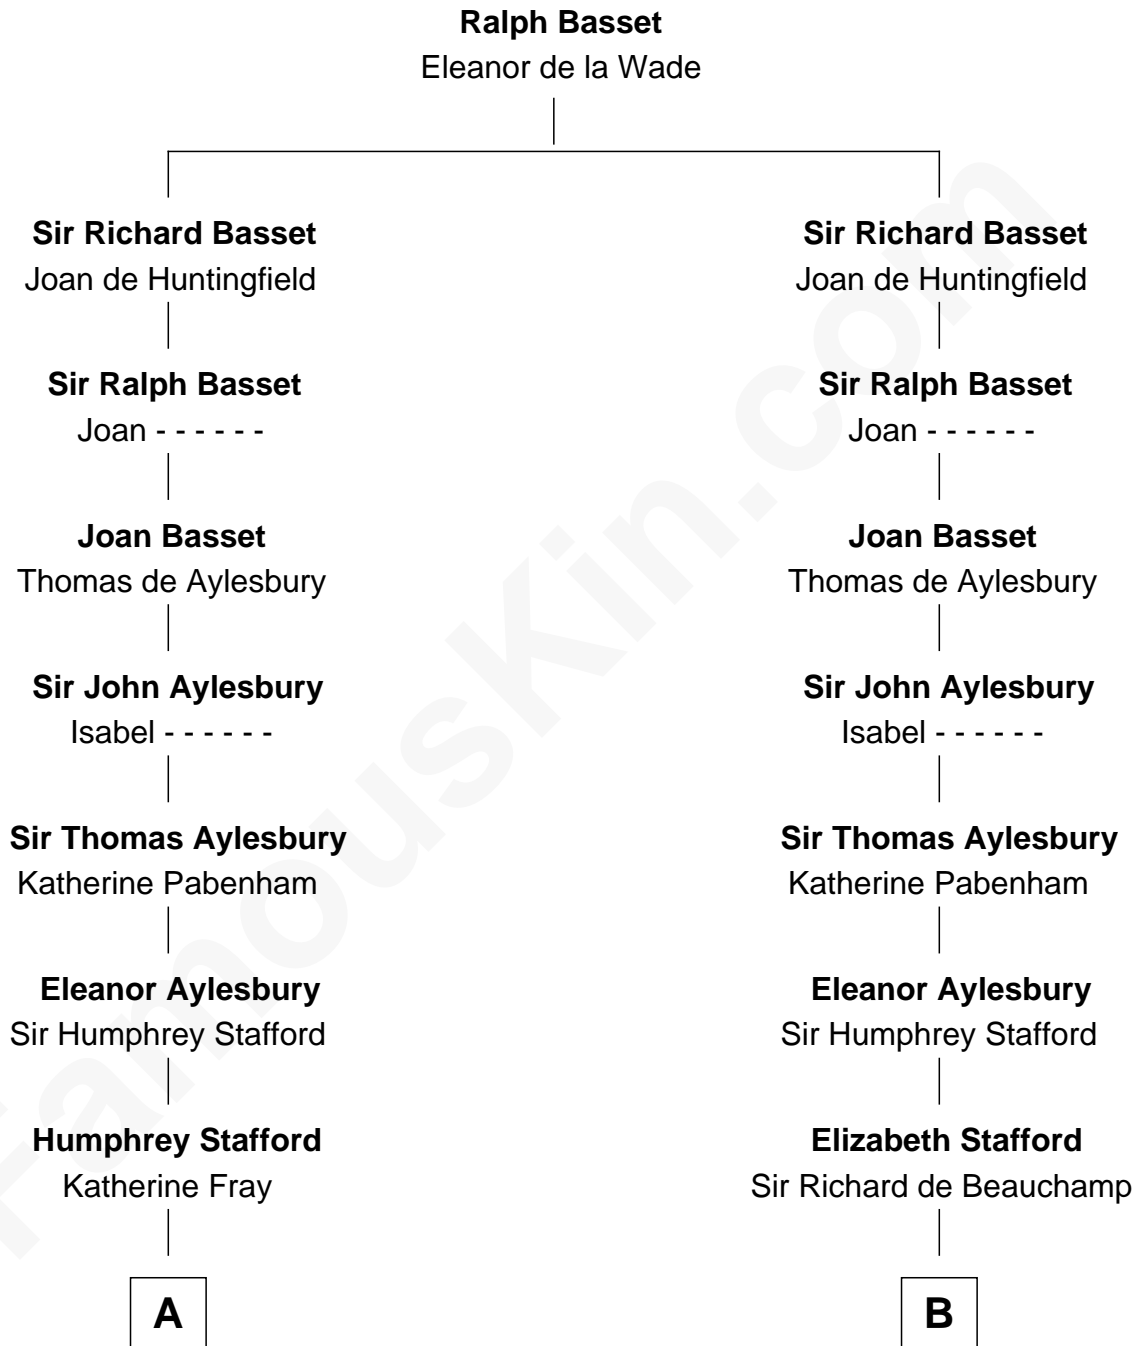 Ralph Basset
Eleanor de la Wade
Sir Richard Basset
Joan de Huntingfield
Sir Ralph Basset
Joan - - - - - -
Joan Basset
Thomas de Aylesbury
Sir John Aylesbury
Isabel - - - - - -
Sir Thomas Aylesbury
Katherine Pabenham
Eleanor Aylesbury
Sir Humphrey Stafford
Humphrey Stafford
Katherine Fray
A
Sir Richard Basset
Joan de Huntingfield
Sir Ralph Basset
Joan - - - - - -
Joan Basset
Thomas de Aylesbury
Sir John Aylesbury
Isabel - - - - - -
Sir Thomas Aylesbury
Katherine Pabenham
Eleanor Aylesbury
Sir Humphrey Stafford
Elizabeth Stafford
Sir Richard de Beauchamp
B
FamousKin.com